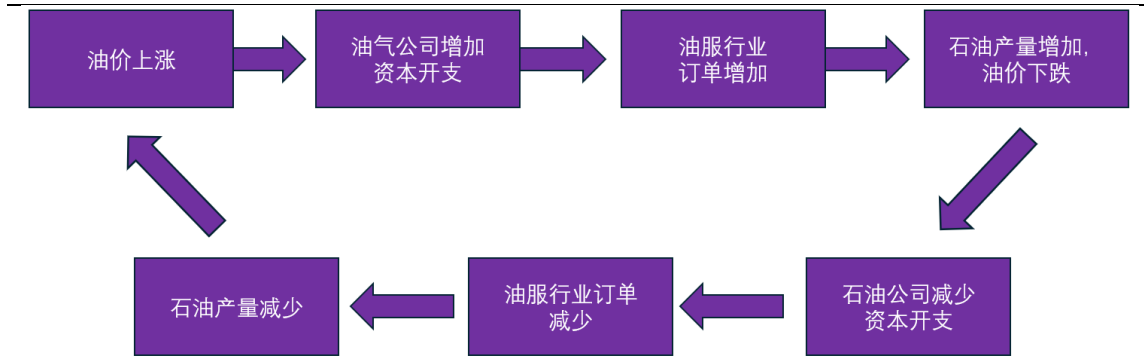 油价上涨
油气公司增加
资本开支
油服行业
订单增加
石油产量增加,
油价下跌
石油公司减少
资本开支
油服行业订单
减少
石油产量减少